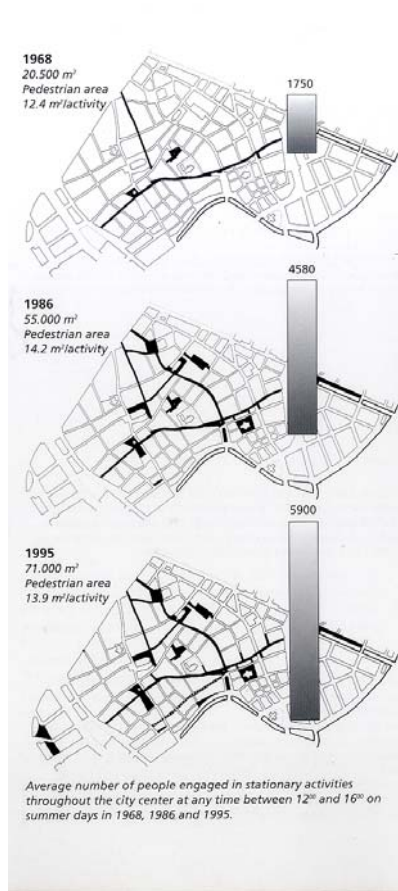 1968
20.500 m²
Pedestrian area
12.4 m²/activity
1750
1986
55.000 m²
Pedestrian area
14.2 m²/activity
4580
1995
71.000 m²
Pedestrian area
13.9 m²/activity
5900
Average number of people engaged in stationary activities
throughout the city center at any time between 12⁰⁰ and 16⁰⁰ on
summer days in 1968, 1986 and 1995.